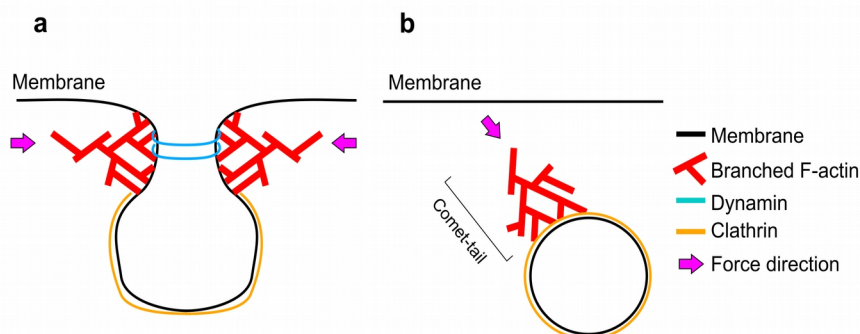 a
b
Membrane
Membrane
Comet-tail
Membrane
Branched F-actin
Dynamin
Clathrin
Force direction